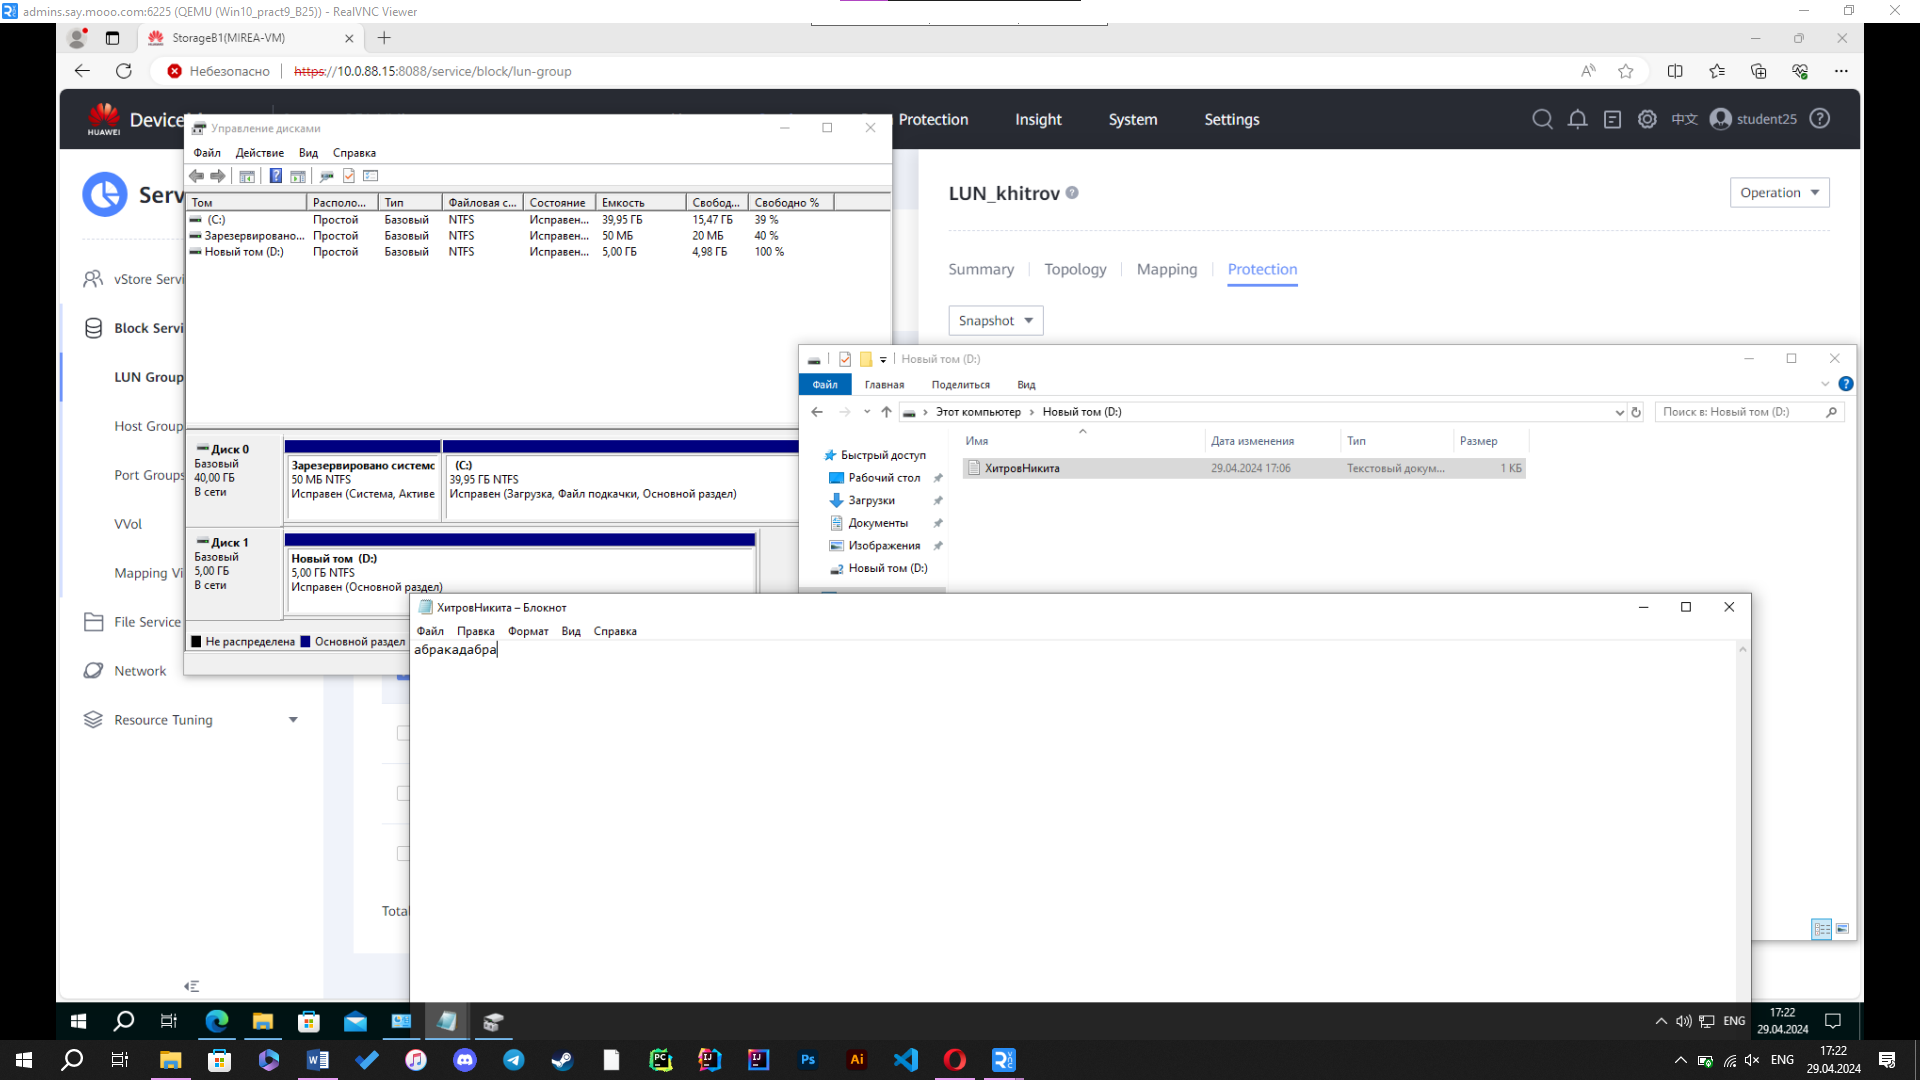 admins.say.mooo.com:6225 (QEMU (Win10_pract9_B25)) - RealVNC Viewer
StorageB1(MIREA-VM)
Небезопасно
https://10.0.88.15:8088/service/block/lun-group
HUAWEI
Protection
Insight
System
Settings
中文
student25
Управление дисками
Файл
Действие
Вид
Справка
Том
Располо...
Тип
Файловая с...
Состояние
Емкость
Свобод...
Свободно %
(C:)
Простой
Базовый
NTFS
Исправен...
39,95 ГБ
15,47 ГБ
39 %
Зарезервировано...
Простой
Базовый
NTFS
Исправен...
50 МБ
20 МБ
40 %
Новый том (D:)
Простой
Базовый
NTFS
Исправен...
5,00 ГБ
4,98 ГБ
100 %
Диск 0
Базовый
40,00 ГБ
В сети
Зарезервировано системс
50 МБ NTFS
Исправен (Система, Активе
(C:)
39,95 ГБ NTFS
Исправен (Загрузка, Файл подкачки, Основной раздел)
Диск 1
Базовый
5,00 ГБ
В сети
Новый том (D:)
5,00 ГБ NTFS
Исправен (Основной раздел)
Не распределена
Основной раздел
vStore Servi
Block Servi
LUN Group
Host Group
Port Groups
VVol
Mapping Vi
File Service
Network
Resource Tuning
Total
LUN_khitrov
Operation
Summary
Topology
Mapping
Protection
Snapshot
Новый том (D:)
Файл
Главная
Поделиться
Вид
Этот компьютер
Новый том (D:)
Поиск в: Новый том (D:)
Быстрый доступ
Рабочий стол
Загрузки
Документы
Изображения
Новый том (D:)
Имя
Дата изменения
Тип
Размер
ХитровНикита
29.04.2024 17:06
Текстовый докум...
1 КБ
ХитровНикита – Блокнот
Файл
Правка
Формат
Вид
Справка
абракадабра
ENG
17:22
29.04.2024
ENG
17:22
29.04.2024